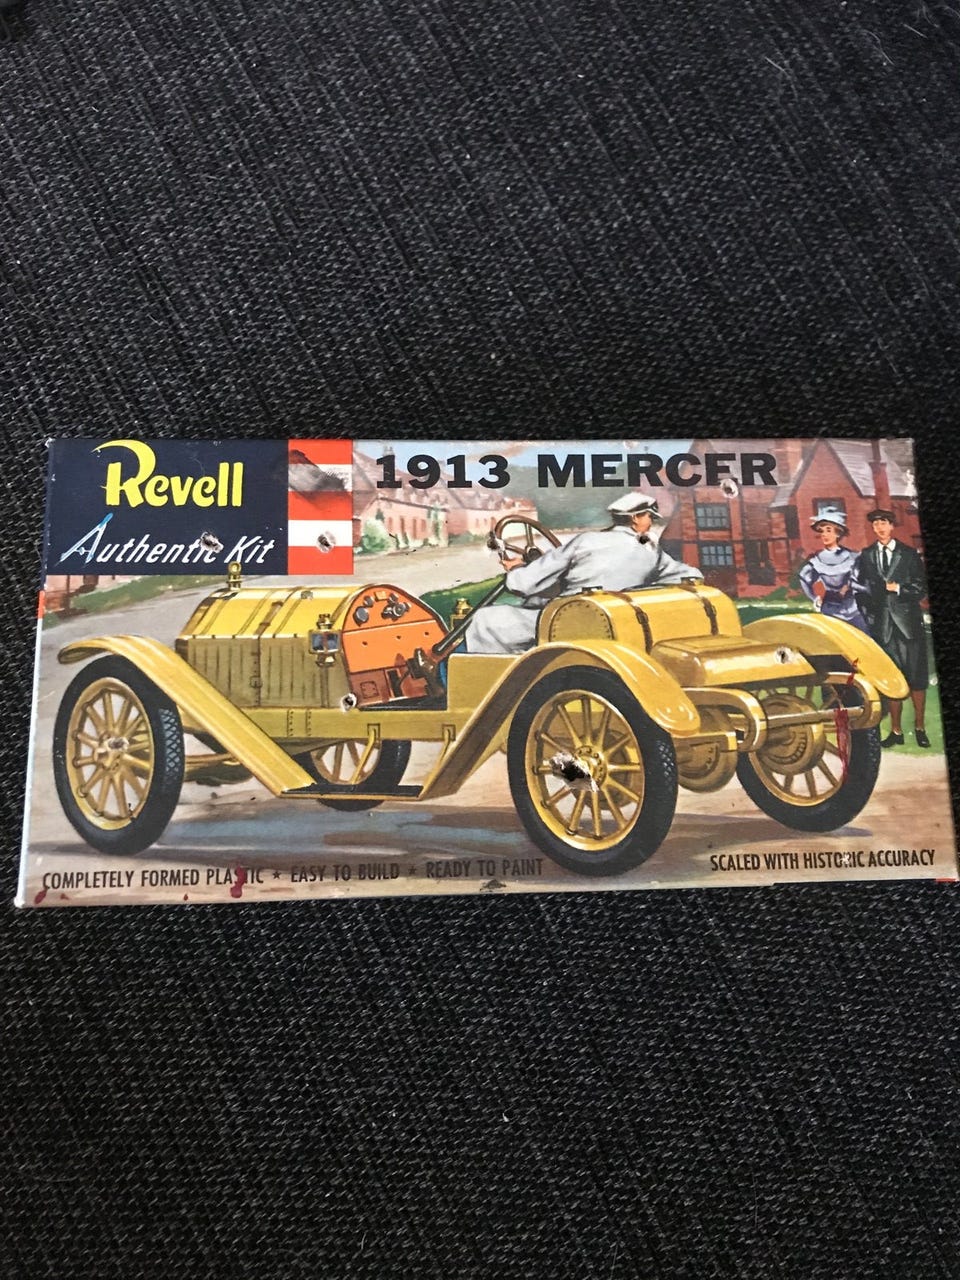 Revell
Authentic Kit
1913 MERCER
COMPLETELY FORMED PLASTIC ★ EASY TO BUILD ★ READY TO PAINT
SCALED WITH HISTORIC ACCURACY